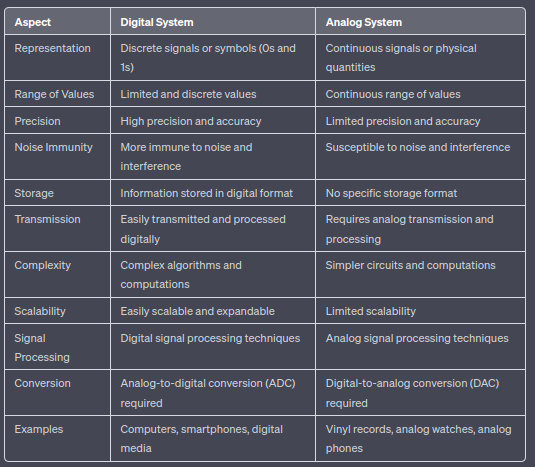 Aspect Digital System Analog System
Representation Discrete signals or symbols (0s and Continuous signals or physical
1s) quantities
Range of Values Limited and discrete values Continuous range of values
Precision High precision and accuracy Limited precision and accuracy
Noise Immunity More immune to noise and Susceptible to noise and interference
interference
Storage Information stored in digital format No specific storage format
Transmission Easily transmitted and processed Requires analog transmission and
digitally processing
Complexity Complex algorithms and Simpler circuits and computations
computations
Scalability Easily scalable and expandable Limited scalability
Signal Digital signal processing techniques Analog signal processing techniques
Processing
Conversion Analog-to-digital conversion (ADC) Digital-to-analog conversion (DAC)
required required
Examples Computers, smartphones, digital Vinyl records, analog watches, analog
media phones